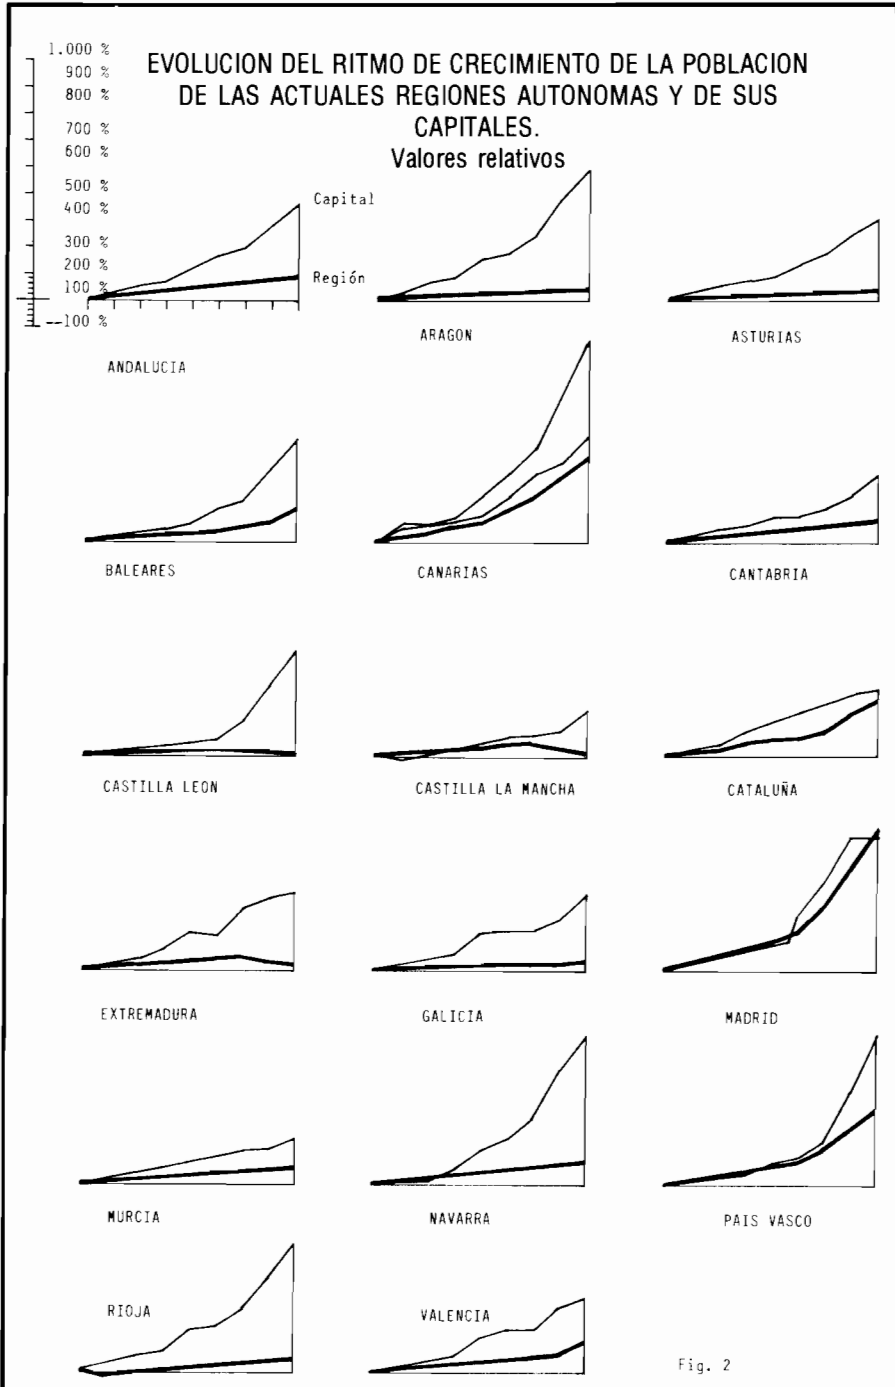 EVOLUCION DEL RITMO DE CRECIMIENTO DE LA POBLACION
DE LAS ACTUALES REGIONES AUTONOMAS Y DE SUS
CAPITALES.
Valores relativos
1.000 %
900 %
800 %
700 %
600 %
500 %
400 %
300 %
200 %
100 %
--100 %
Capital
Región
ANDALUCIA
ARAGON
ASTURIAS
BALEARES
CANARIAS
CANTABRIA
CASTILLA LEON
CASTILLA LA MANCHA
CATALUÑA
EXTREMADURA
GALICIA
MADRID
MURCIA
NAVARRA
PAIS VASCO
RIOJA
VALENCIA
Fig. 2